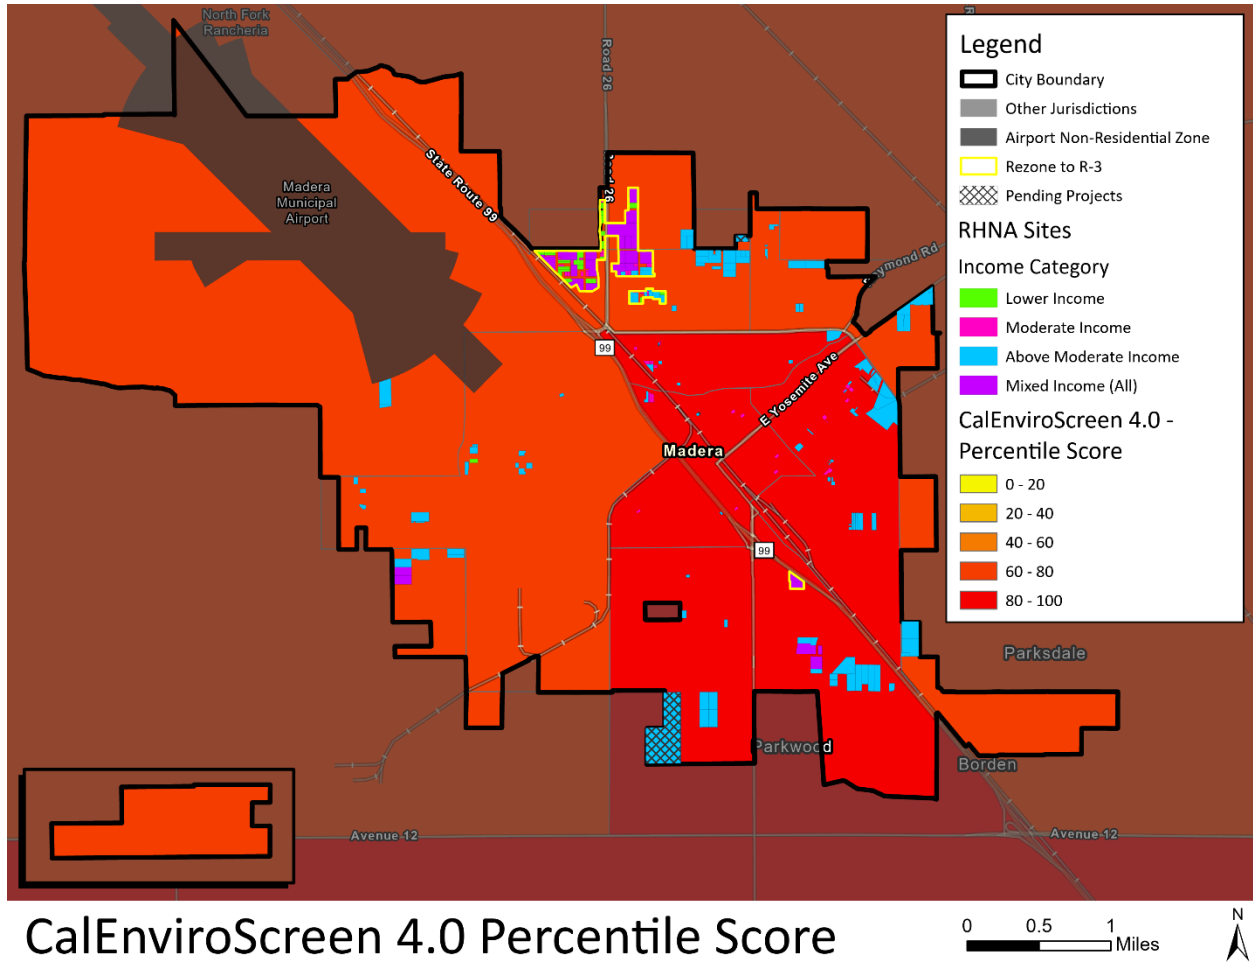 North Fork
Rancheria
Road 26
R
Madera
Municipal
Airport
State Route 99
26
Raymond Rd
99
E Yosemite Ave
Madera
99
Parksdale
Parkwood
Borden
Avenue 12
Avenue 12
Legend
City Boundary
Other Jurisdictions
Airport Non-Residential Zone
Rezone to R-3
Pending Projects
RHNA Sites
Income Category
Lower Income
Moderate Income
Above Moderate Income
Mixed Income (All)
CalEnviroScreen 4.0 -
Percentile Score
0 - 20
20 - 40
40 - 60
60 - 80
80 - 100
CalEnviroScreen 4.0 Percentile Score
0 0.5 1
Miles
N